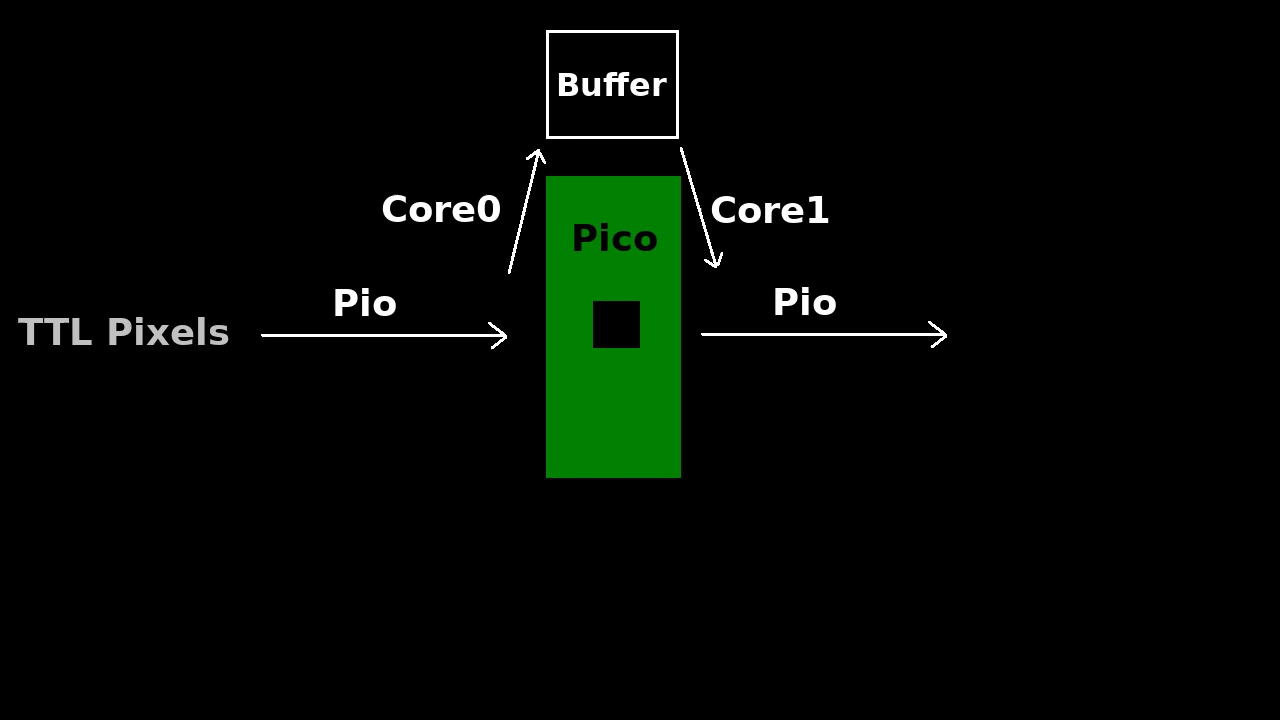 Buffer
Core0
Core1
Pico
Pio
Pio
TTL Pixels